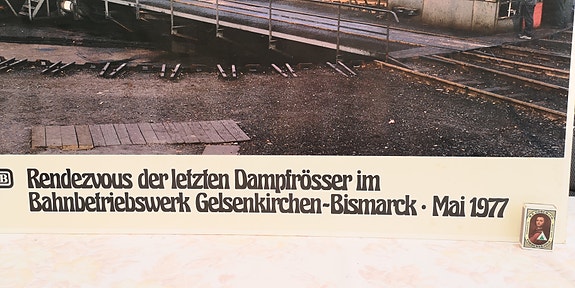 B
Rendezvous der letzten Dampfrösser im
Bahnbetriebswerk Gelsenkirchen-Bismarck · Mai 1977